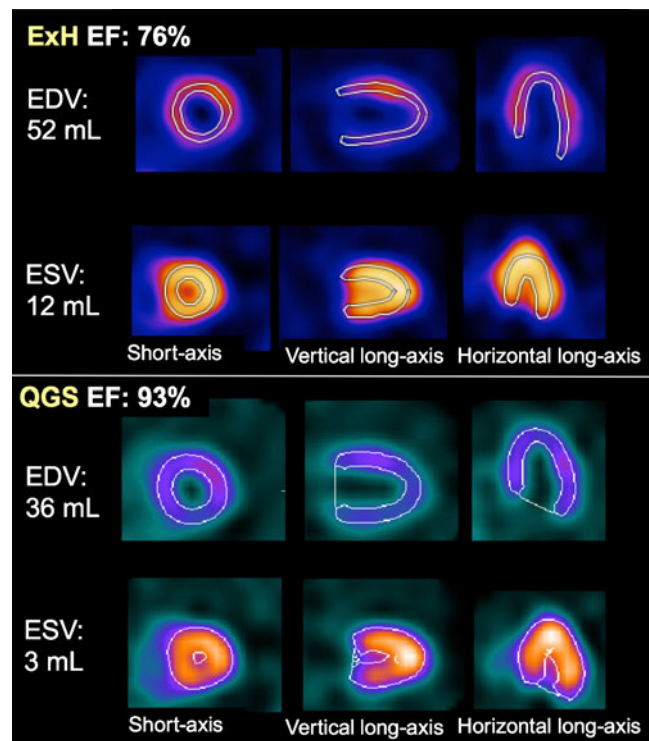 ExH EF: 76%
EDV:
52 mL
ESV:
12 mL
Short-axis
Vertical long-axis
Horizontal long-axis
QGS EF: 93%
EDV:
36 mL
ESV:
3 mL
Short-axis
Vertical long-axis
Horizontal long-axis